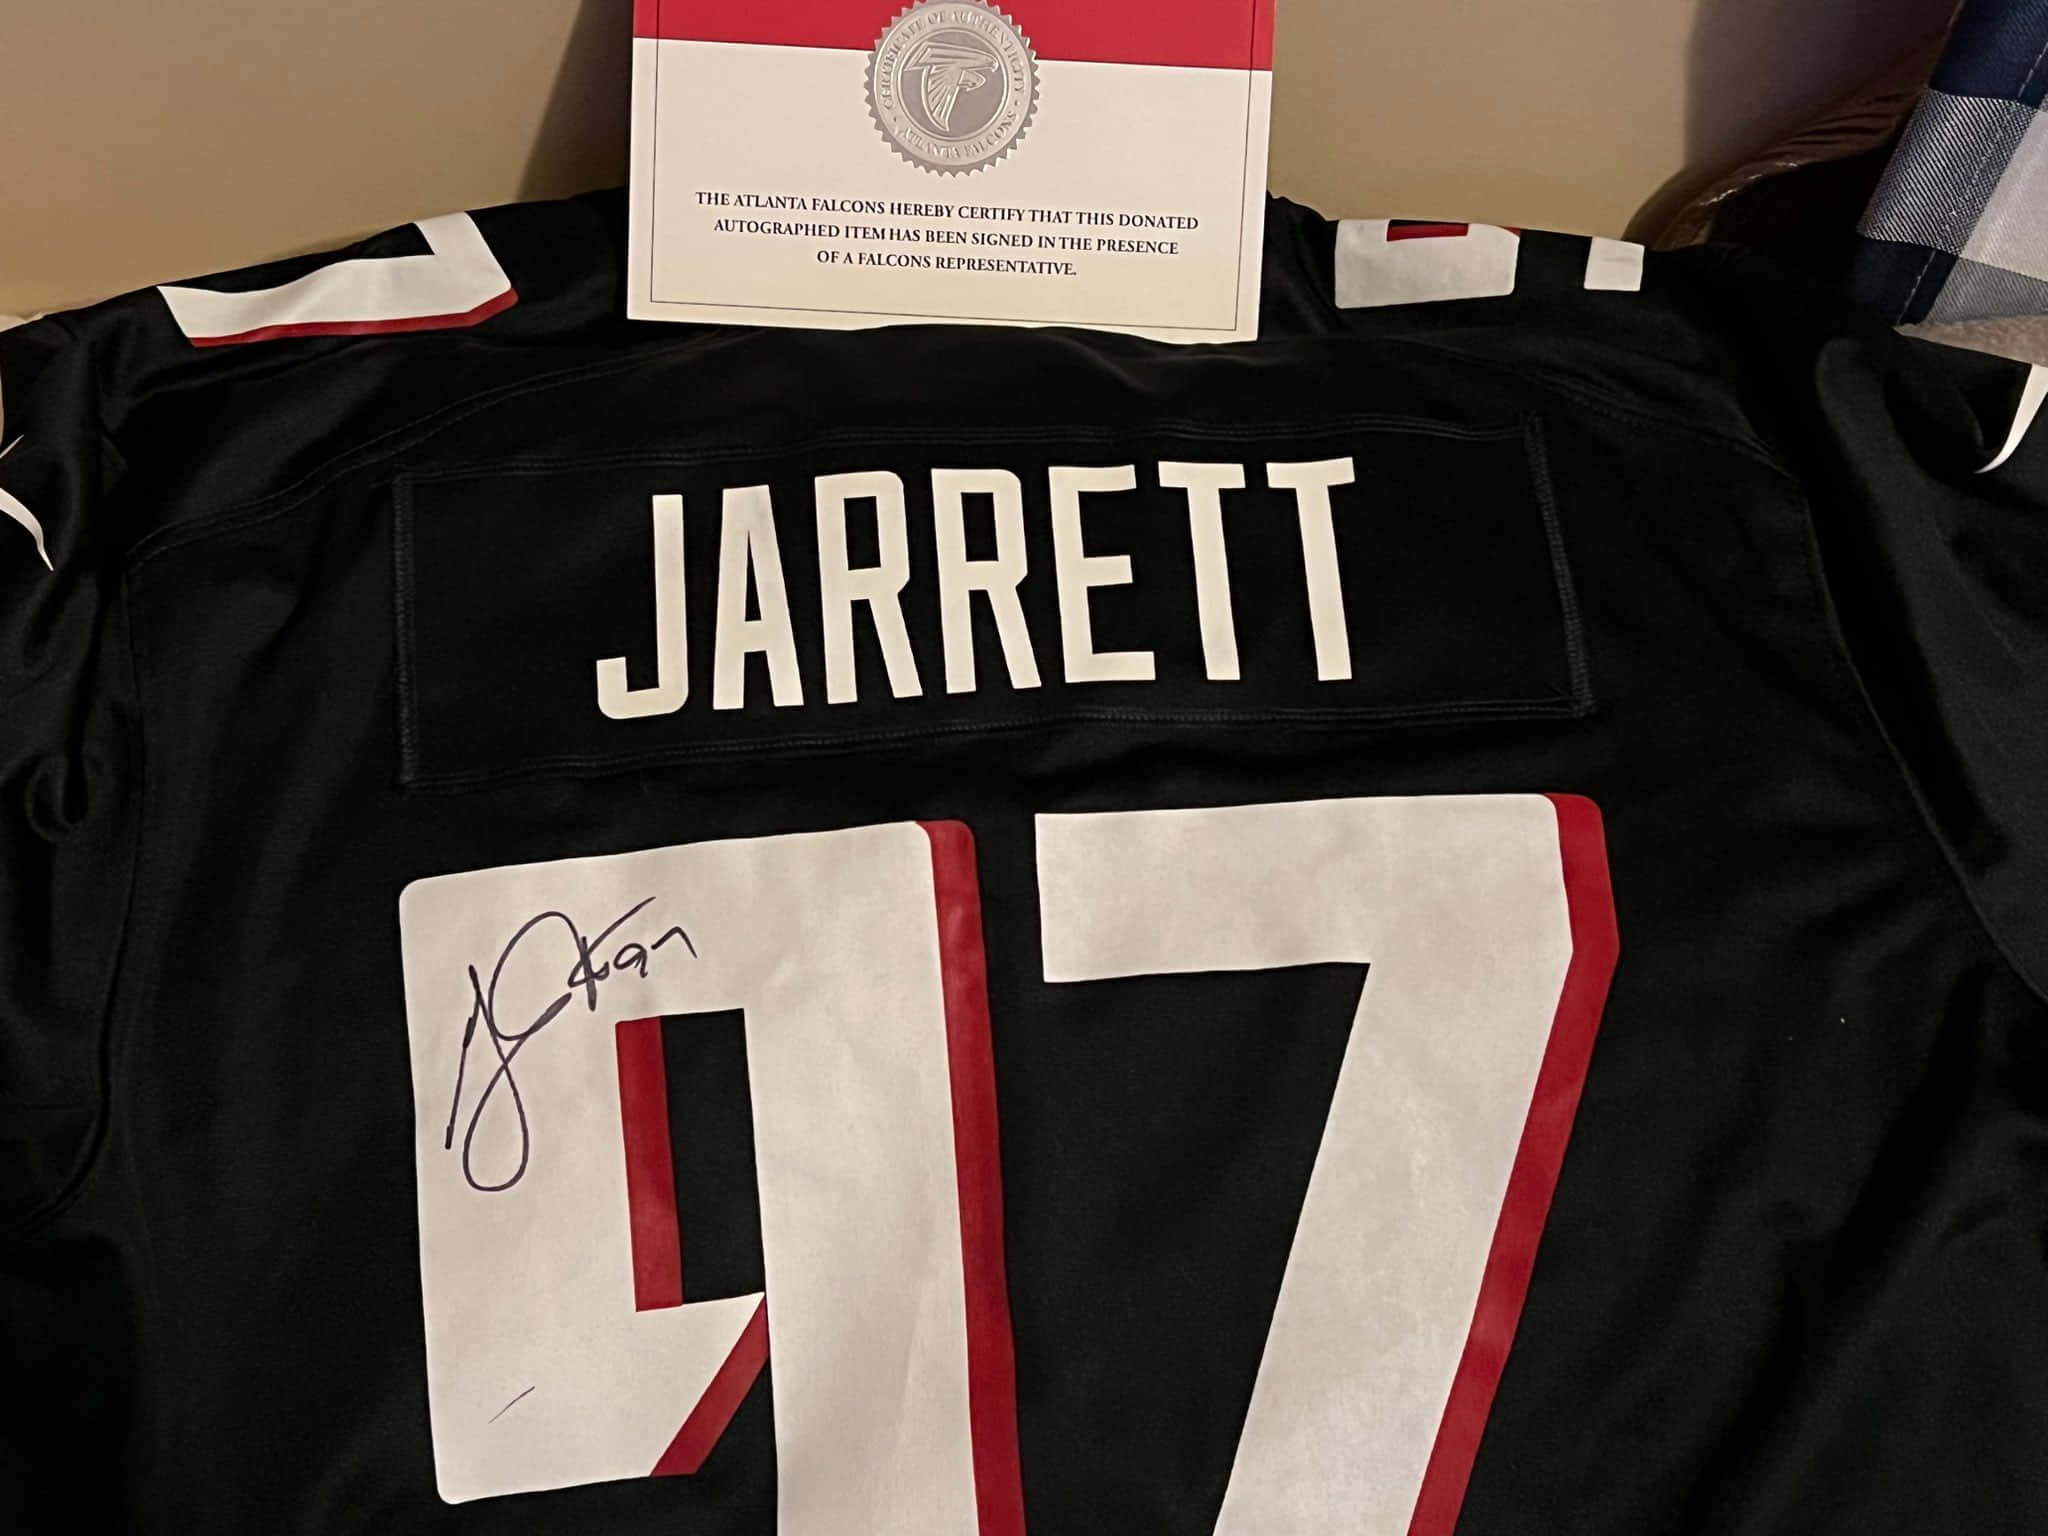 CERTIFICATE OF AUTHENTICITY
ATLANTA FALCONS
THE ATLANTA FALCONS HEREBY CERTIFY THAT THIS DONATED
AUTOGRAPHED ITEM HAS BEEN SIGNED IN THE PRESENCE
OF A FALCONS REPRESENTATIVE.
JARRETT
97
97